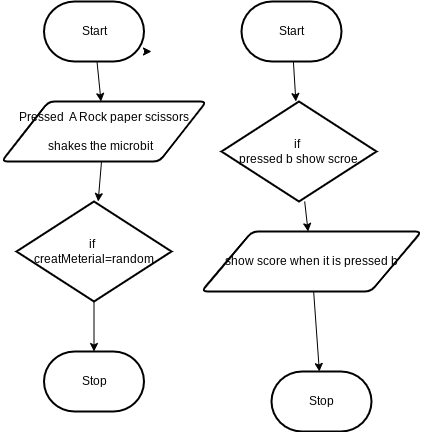 Start
Pressed A Rock paper scissors
shakes the microbit
if
creatMeterial=random
Stop
Start
if
pressed b show scroe
show score when it is pressed b
Stop